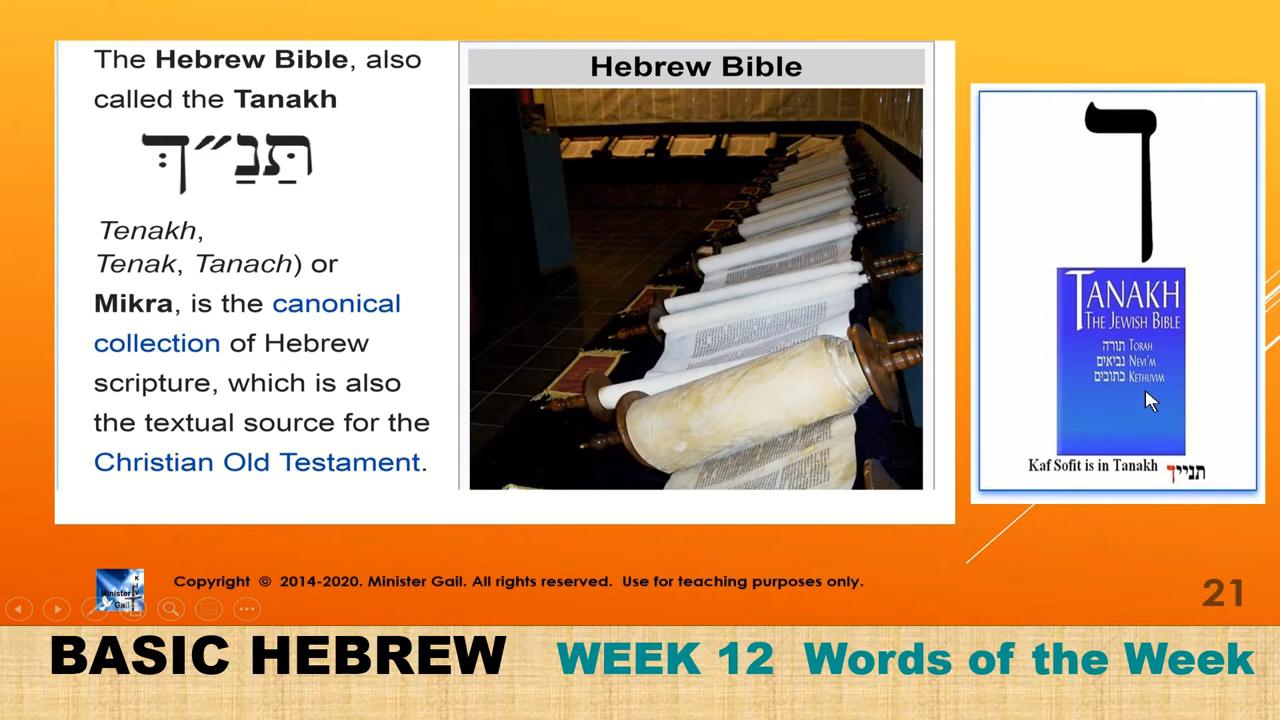 The Hebrew Bible, also
called the Tanakh
תַּנַ״ךְ
Tenakh,
Tenak, Tanach) or
Mikra, is the canonical
collection of Hebrew
scripture, which is also
the textual source for the
Christian Old Testament.
Hebrew Bible
ך
TANAKH
THE JEWISH BIBLE
תורה TORAH
נביאים NEVI'M
כתובים KETHUVIM
Kaf Sofit is in Tanakh תנייך
Minister
Gail
Copyright © 2014-2020. Minister Gail. All rights reserved. Use for teaching purposes only.
21
BASIC HEBREW WEEK 12 Words of the Week